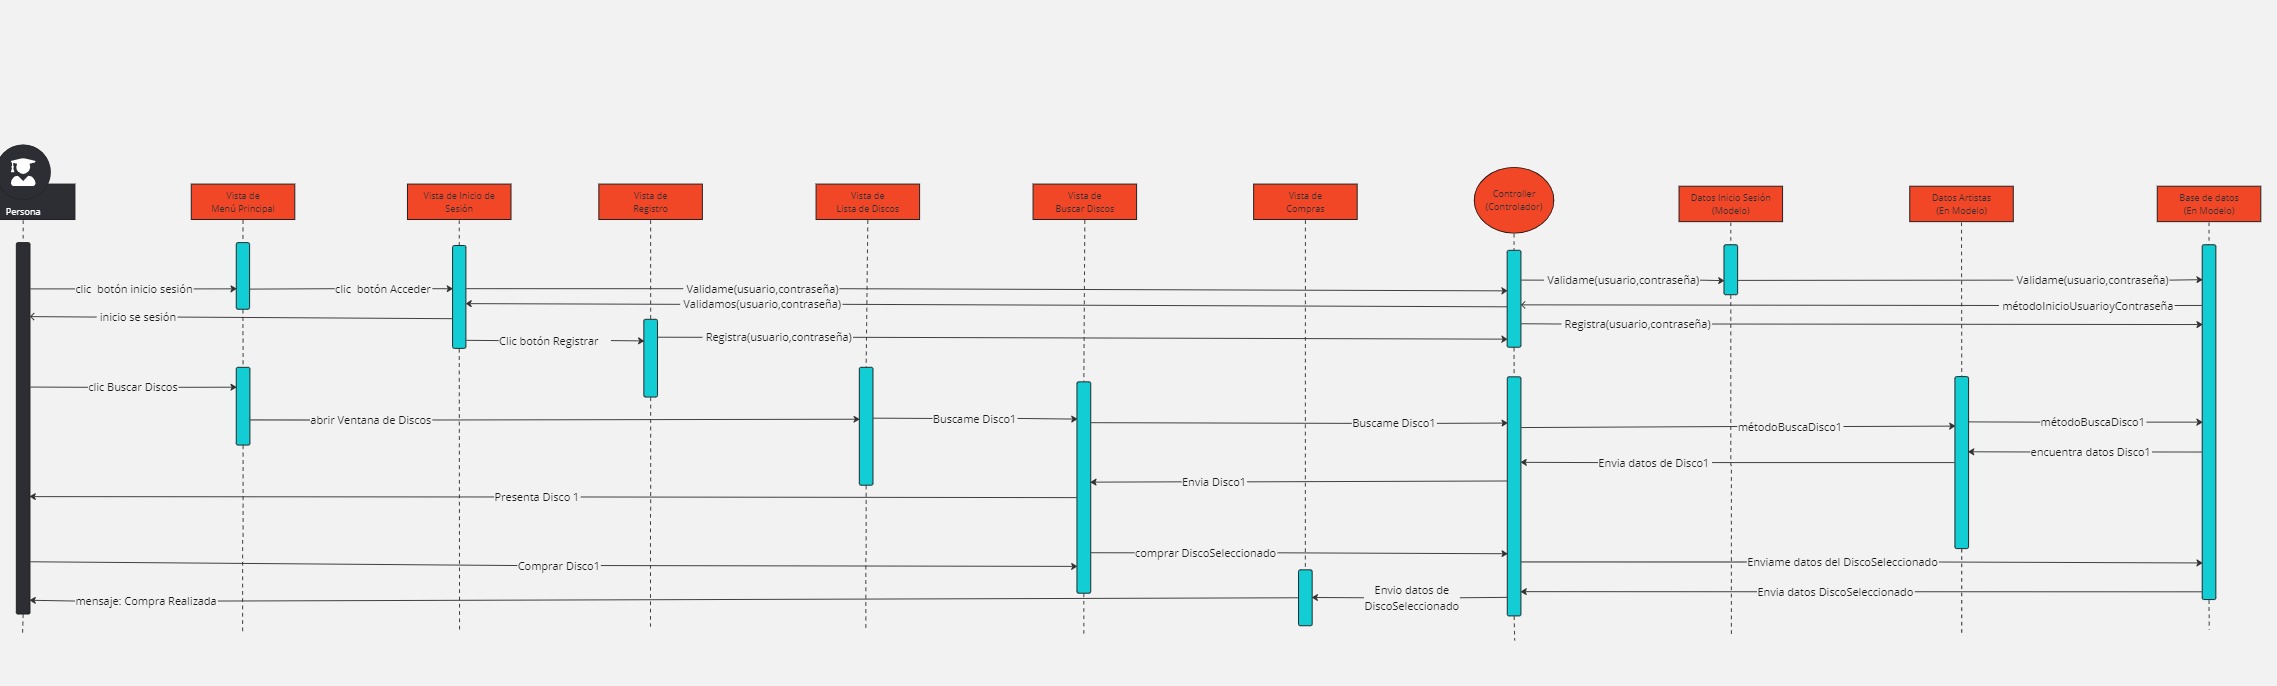 Persona
Vista de
Menú Principal
Vista de Inicio de
Sesión
Vista de
Registro
Vista de
Lista de Discos
Vista de
Buscar Discos
Vista de
Compras
Controller
(Controlador)
Datos Inicio Sesión
(Modelo)
Datos Artistas
(En Modelo)
Base de datos
(En Modelo)
clic botón inicio sesión
clic botón Acceder
Validame(usuario,contraseña)
Validame(usuario,contraseña)
Validame(usuario,contraseña)
Validamos(usuario,contraseña)
métodoInicioUsuarioyContraseña
inicio se sesión
Registra(usuario,contraseña)
Clic botón Registrar
Registra(usuario,contraseña)
clic Buscar Discos
abrir Ventana de Discos
Buscame Disco1
Buscame Disco1
métodoBuscaDisco1
métodoBuscaDisco1
encuentra datos Disco1
Envia datos de Disco1
Envia Disco1
Presenta Disco 1
comprar DiscoSeleccionado
Comprar Disco1
Enviame datos del DiscoSeleccionado
Envia datos DiscoSeleccionado
Envio datos de
DiscoSeleccionado
mensaje: Compra Realizada